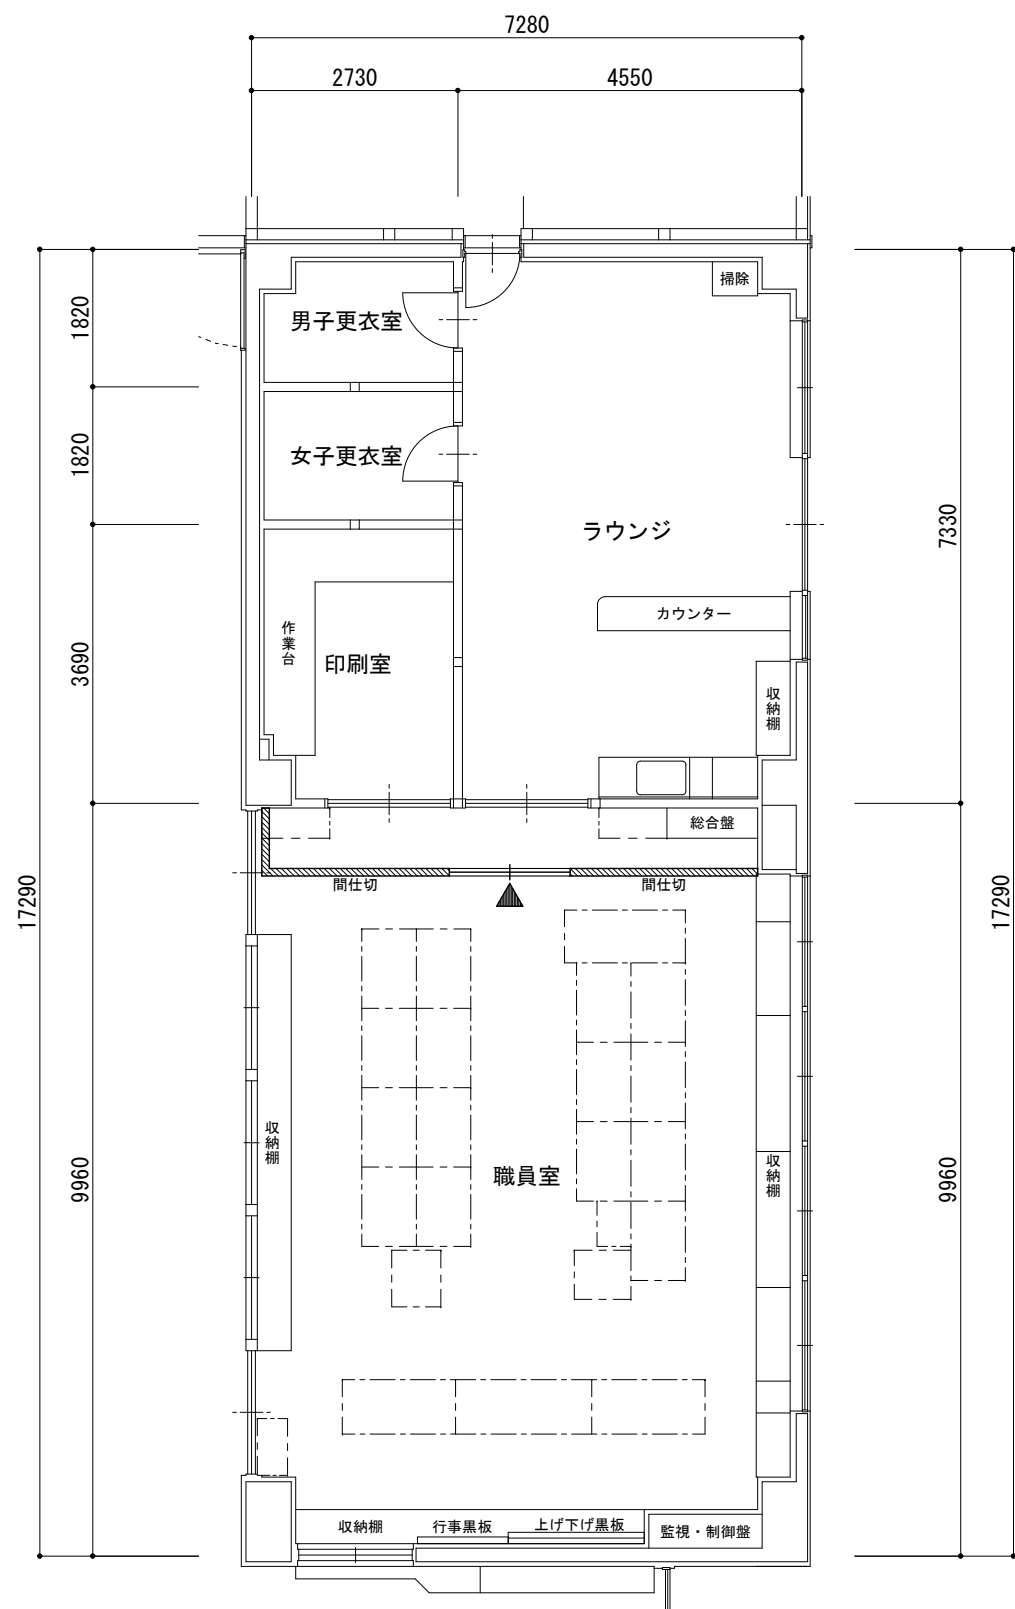 7280
2730
4550
掃除
1820
男子更衣室
1820
女子更衣室
ラウンジ
7330
カウンター
作業台
3690
印刷室
収納棚
総合盤
間仕切
間仕切
17290
17290
収納棚
職員室
収納棚
9960
9960
収納棚
行事黒板
上げ下げ黒板
監視・制御盤